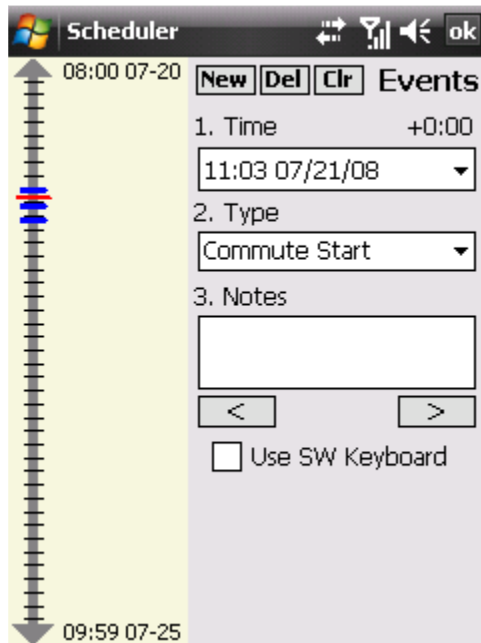 Scheduler ok
08:00 07-20
New Del Clr Events
1. Time +0:00
11:03 07/21/08
2. Type
Commute Start
3. Notes
< >
Use SW Keyboard
09:59 07-25